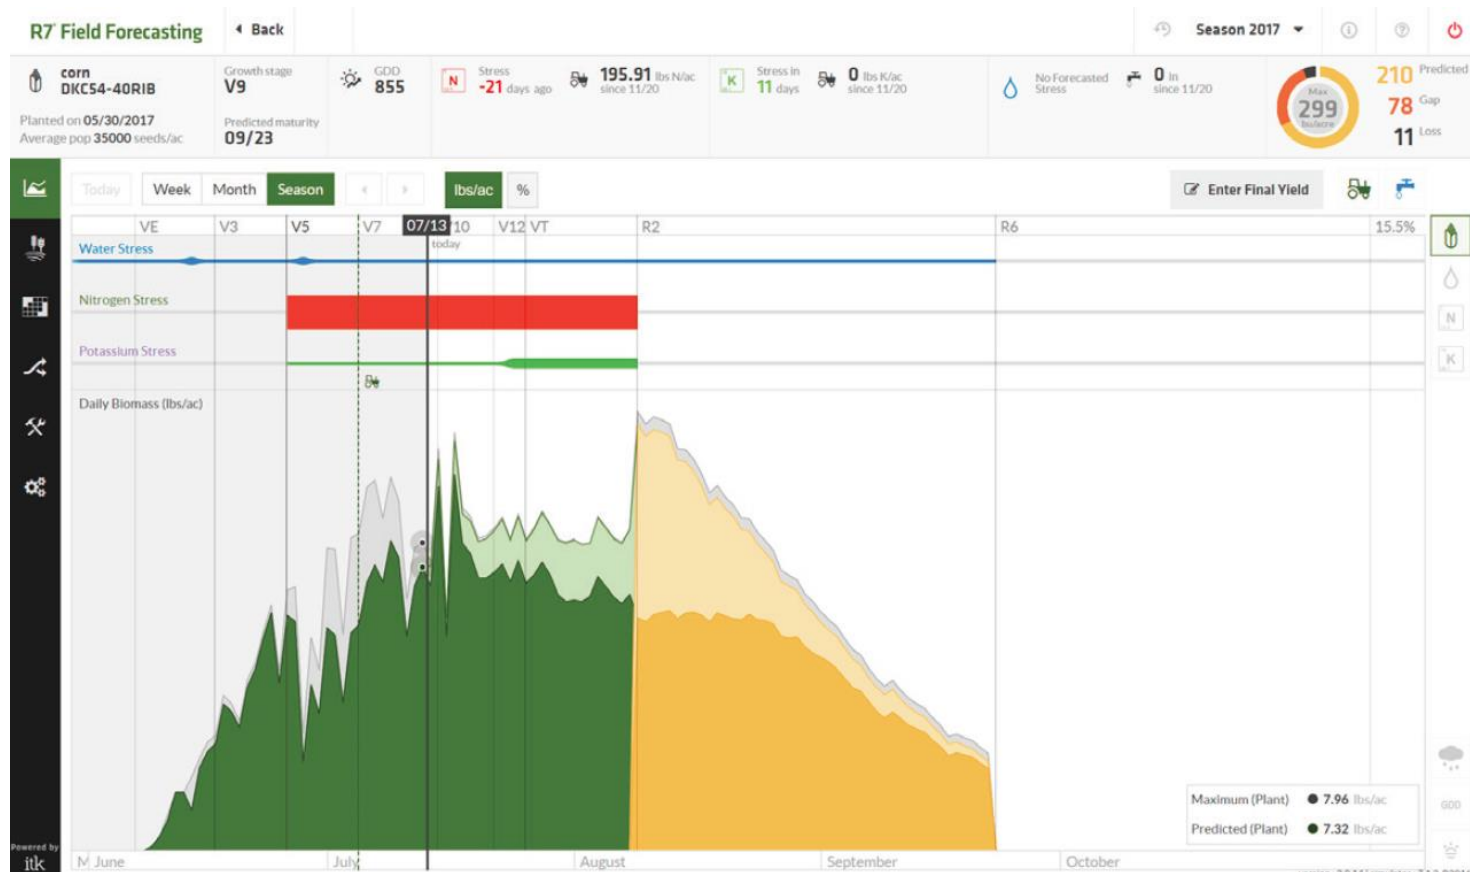 R7® Field Forecasting
Back
Season 2017
corn
DKC54-40RIB
Planted on 05/30/2017
Average pop 35000 seeds/ac
Growth stage
V9
Predicted maturity
09/23
GDD
855
N
Stress
-21 days ago
195.91 lbs N/ac
since 11/20
K
Stress in
11 days
0 lbs K/ac
since 11/20
No Forecasted
Stress
0 in
since 11/20
Max
299
bu/acre
210 Predicted
78 Gap
11 Loss
Today
Week
Month
Season
lbs/ac
%
Enter Final Yield
VE
V3
V5
V7
07/13
10
V12
VT
R2
R6
15.5%
today
Water Stress
Nitrogen Stress
Potassium Stress
Daily Biomass (lbs/ac)
N
K
Maximum (Plant) 7.96 lbs/ac
Predicted (Plant) 7.32 lbs/ac
GDD
Powered by
itk
M
June
July
August
September
October